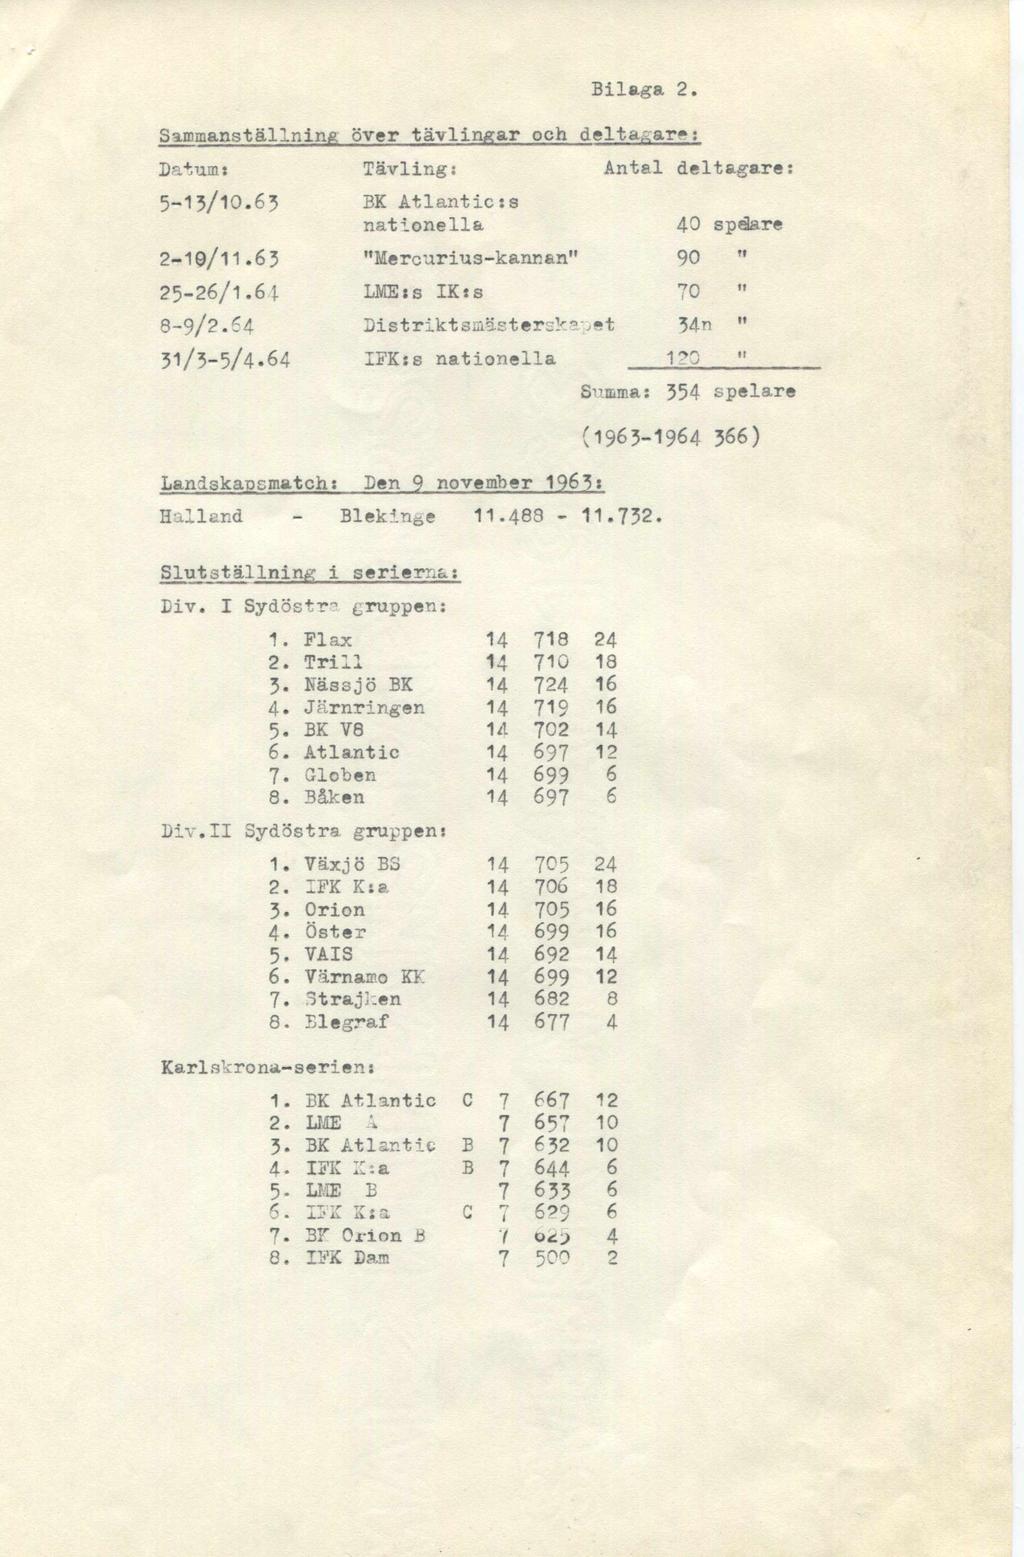 Bilaga 2.
Sammanställning över tävlingar och deltagare:
Datum: Tävling: Antal deltagare:
5-13/10.63 BK Atlantic:s
nationella 40 spelare
2-10/11.63 "Mercurius-kannan" 90 "
25-26/1.64 LME:s IK:s 70 "
8-9/2.64 Distriktsmästerskapet 34n "
31/3-5/4.64 IFK:s nationella 120 "
Summa: 354 spelare
(1963-1964 366)
Landskapsmatch: Den 9 november 1963:
Halland - Blekinge 11.488 - 11.732.
Slutställning i serierna:
Div. I Sydöstra gruppen:
1. Flax 14 718 24
2. Trill 14 710 18
3. Nässjö BK 14 724 16
4. Järnringen 14 719 16
5. BK V8 14 702 14
6. Atlantic 14 697 12
7. Globen 14 699 6
8. Båken 14 697 6
Div.II Sydöstra gruppen:
1. Växjö BS 14 705 24
2. IFK K:a 14 706 18
3. Orion 14 705 16
4. Öster 14 699 16
5. VAIS 14 692 14
6. Värnamo KK 14 699 12
7. Strajken 14 682 8
8. Blegraf 14 677 4
Karlskrona-serien:
1. BK Atlantic C 7 667 12
2. LME A 7 657 10
3. BK Atlantic B 7 632 10
4. IFK K:a B 7 644 6
5. LME B 7 633 6
6. IFK K:a C 7 629 6
7. BK Orion B 7 625 4
8. IFK Dam 7 500 2